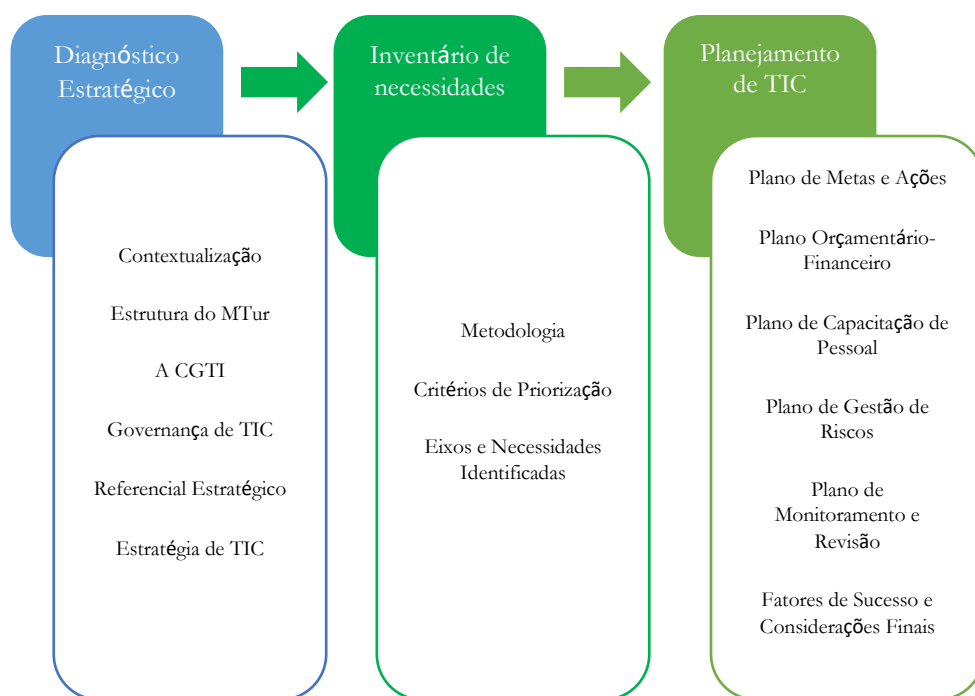 Diagnóstico
Estratégico
Contextualização
Estrutura do MTur
A CGTI
Governança de TIC
Referencial Estratégico
Estratégia de TIC
Inventário de
necessidades
Metodologia
Critérios de Priorização
Eixos e Necessidades
Identificadas
Planejamento
de TIC
Plano de Metas e Ações
Plano Orçamentário-
Financeiro
Plano de Capacitação de
Pessoal
Plano de Gestão de
Riscos
Plano de
Monitoramento e
Revisão
Fatores de Sucesso e
Considerações Finais